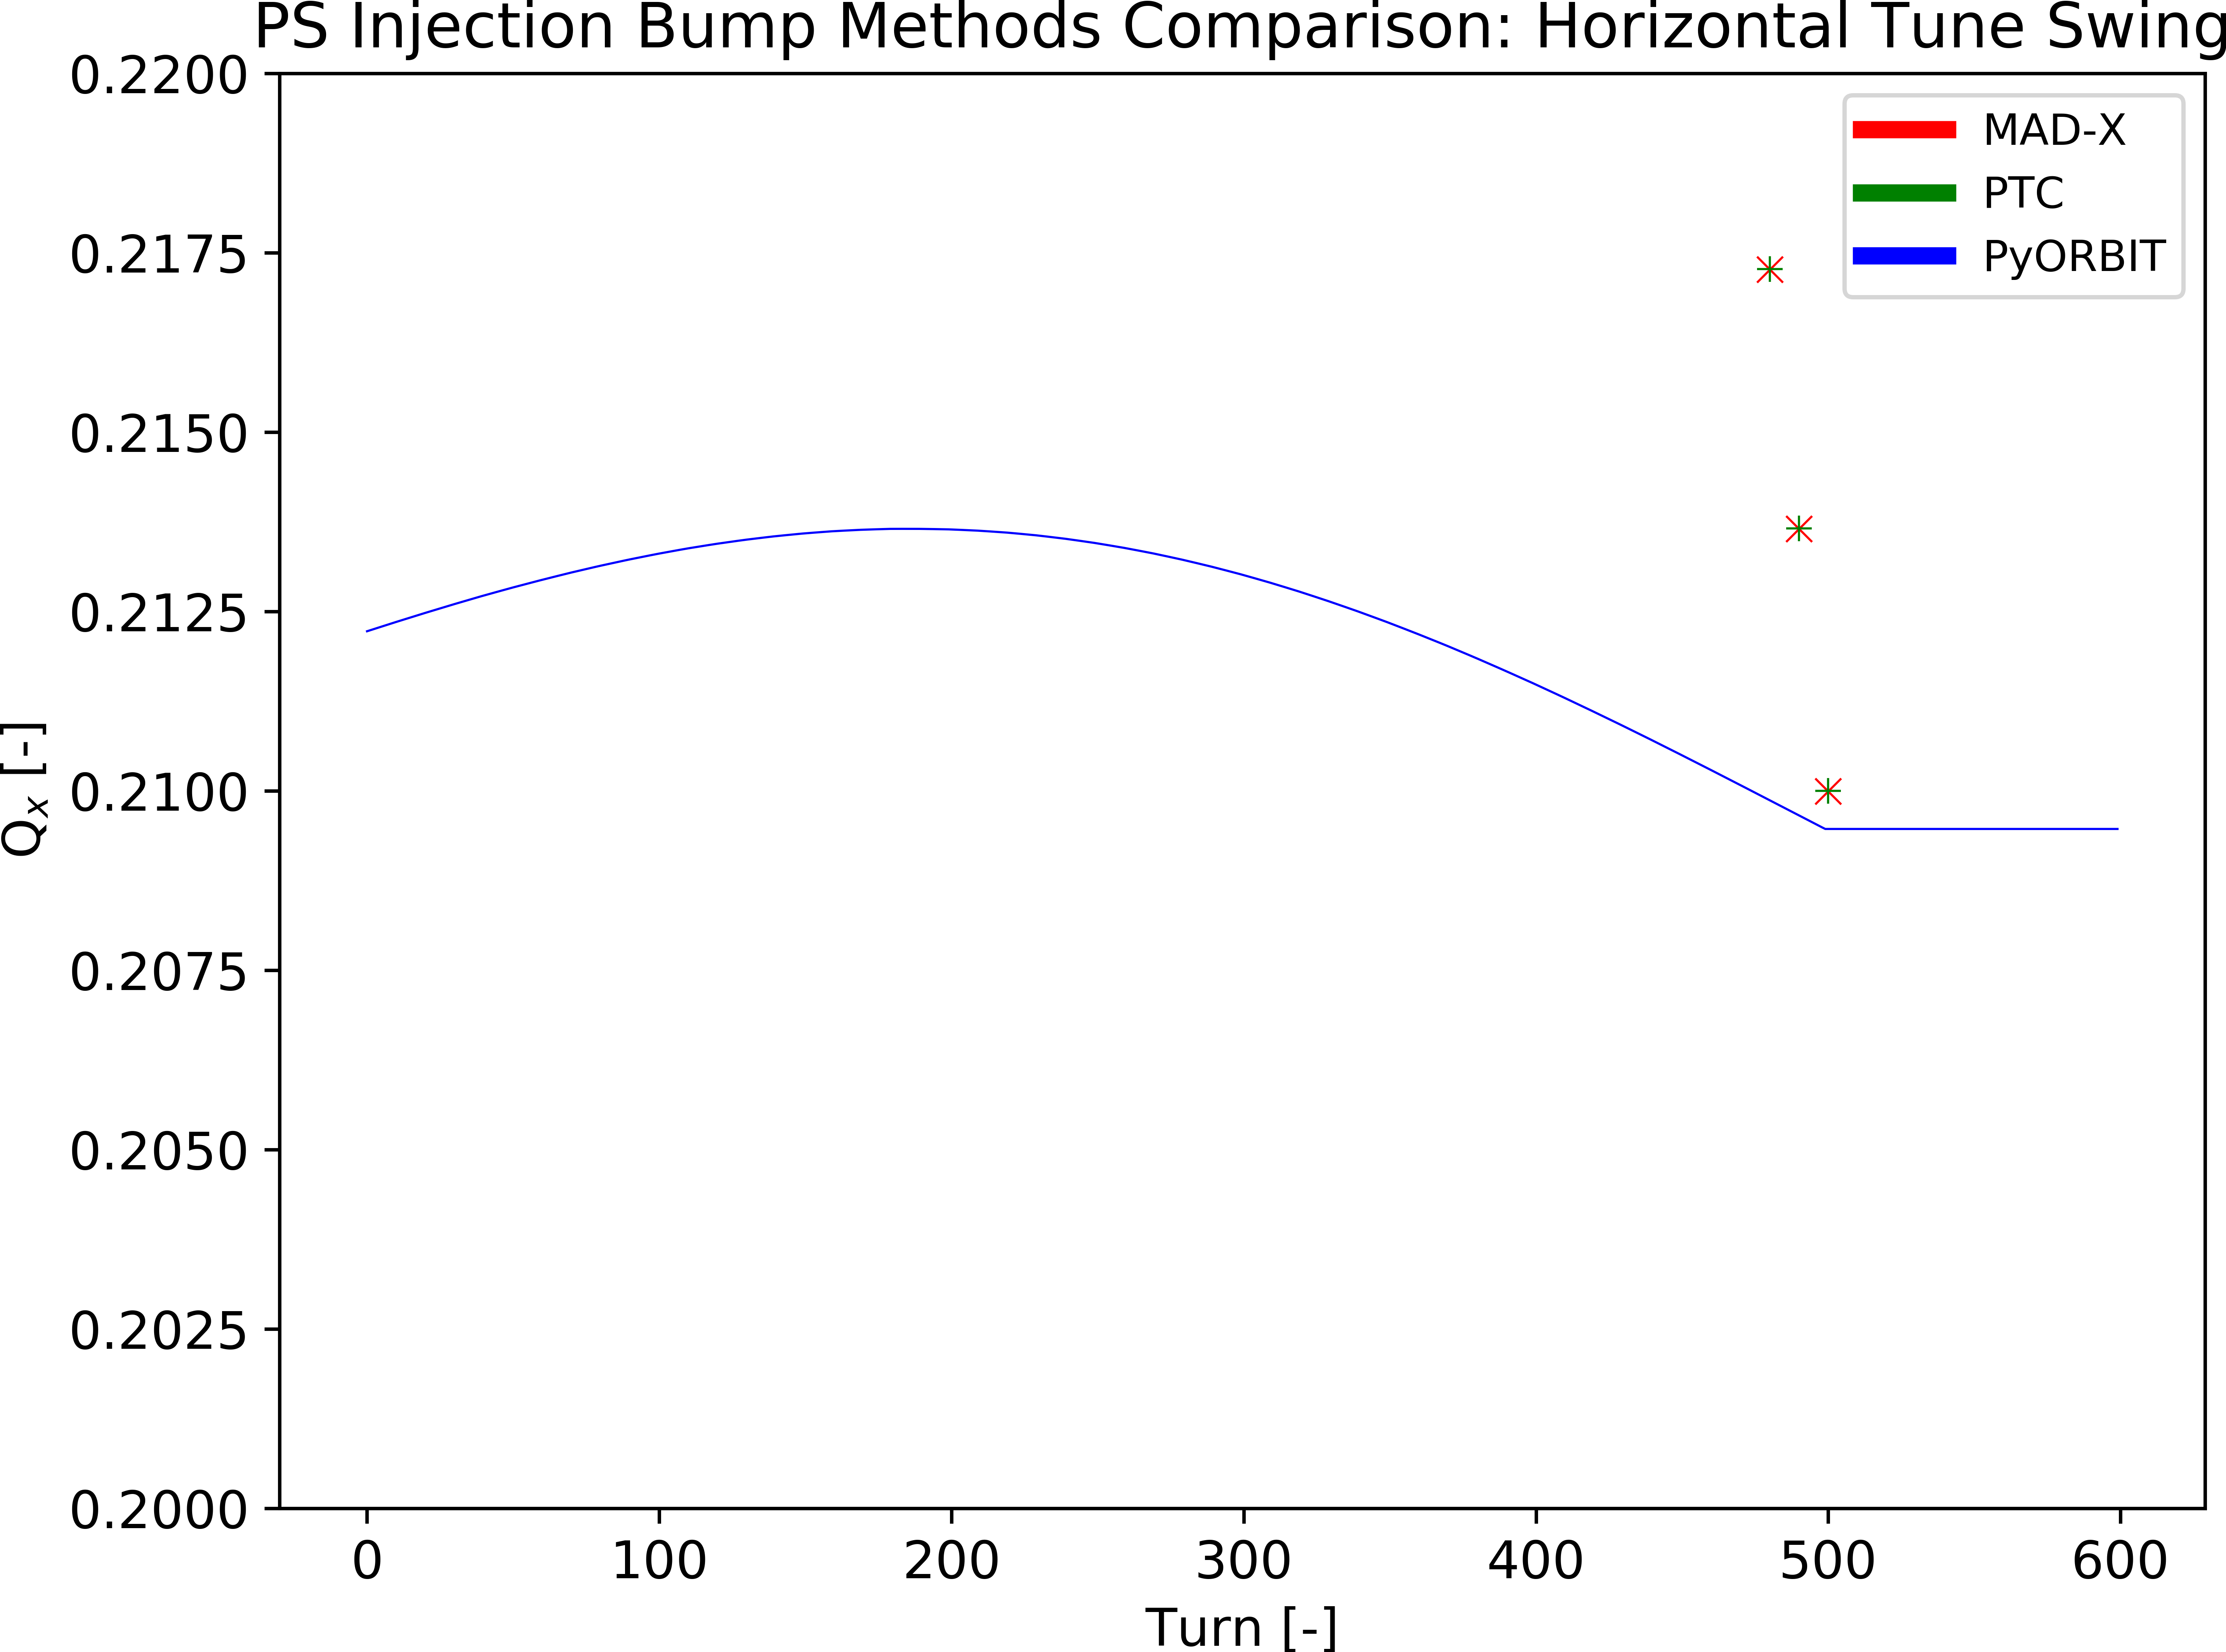 PS Injection Bump Methods Comparison: Horizontal Tune Swing
0.2200
0.2175
0.2150
0.2125
0.2100
0.2075
0.2050
0.2025
0.2000
Qx [-]
MAD-X
PTC
PyORBIT
0 100 200 300 400 500 600
Turn [-]